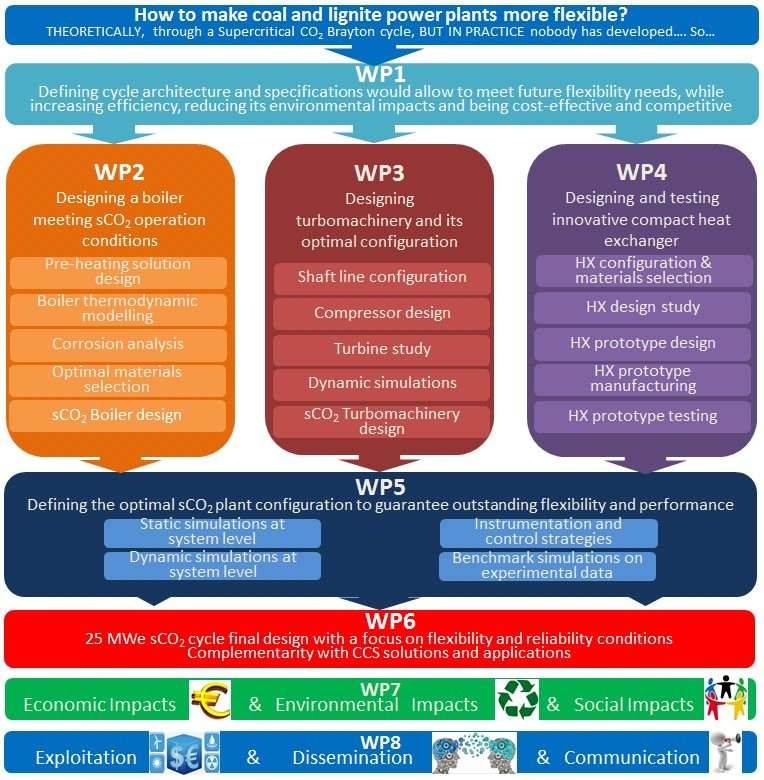 How to make coal and lignite power plants more flexible?
THEORETICALLY, through a Supercritical CO₂ Brayton cycle, BUT IN PRACTICE nobody has developed.... So...
WP1
Defining cycle architecture and specifications would allow to meet future flexibility needs, while
increasing efficiency, reducing its environmental impacts and being cost-effective and competitive
WP2
Designing a boiler
meeting sCO₂ operation
conditions
Pre-heating solution
design
Boiler thermodynamic
modelling
Corrosion analysis
Optimal materials
selection
sCO₂ Boiler design
WP3
Designing
turbomachinery and its
optimal configuration
Shaft line configuration
Compressor design
Turbine study
Dynamic simulations
sCO₂ Turbomachinery
design
WP4
Designing and testing
innovative compact heat
exchanger
HX configuration &
materials selection
HX design study
HX prototype design
HX prototype
manufacturing
HX prototype testing
WP5
Defining the optimal sCO₂ plant configuration to guarantee outstanding flexibility and performance
Static simulations at
system level
Dynamic simulations at
system level
Instrumentation and
control strategies
Benchmark simulations on
experimental data
WP6
25 MWe sCO₂ cycle final design with a focus on flexibility and reliability conditions
Complementarity with CCS solutions and applications
WP7
Economic Impacts € & Environmental Impacts & Social Impacts
WP8
Exploitation $€ & Dissemination & Communication